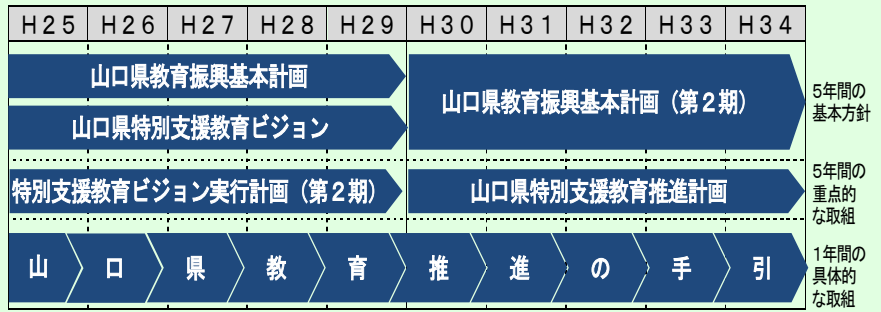 H25 H26 H27 H28 H29 H30 H31 H32 H33 H34
山口県教育振興基本計画
山口県特別支援教育ビジョン
山口県教育振興基本計画（第２期）
5年間の
基本方針
特別支援教育ビジョン実行計画（第２期）
山口県特別支援教育推進計画
5年間の
重点的
な取組
山口県教育推進の手引
1年間の
具体的
な取組